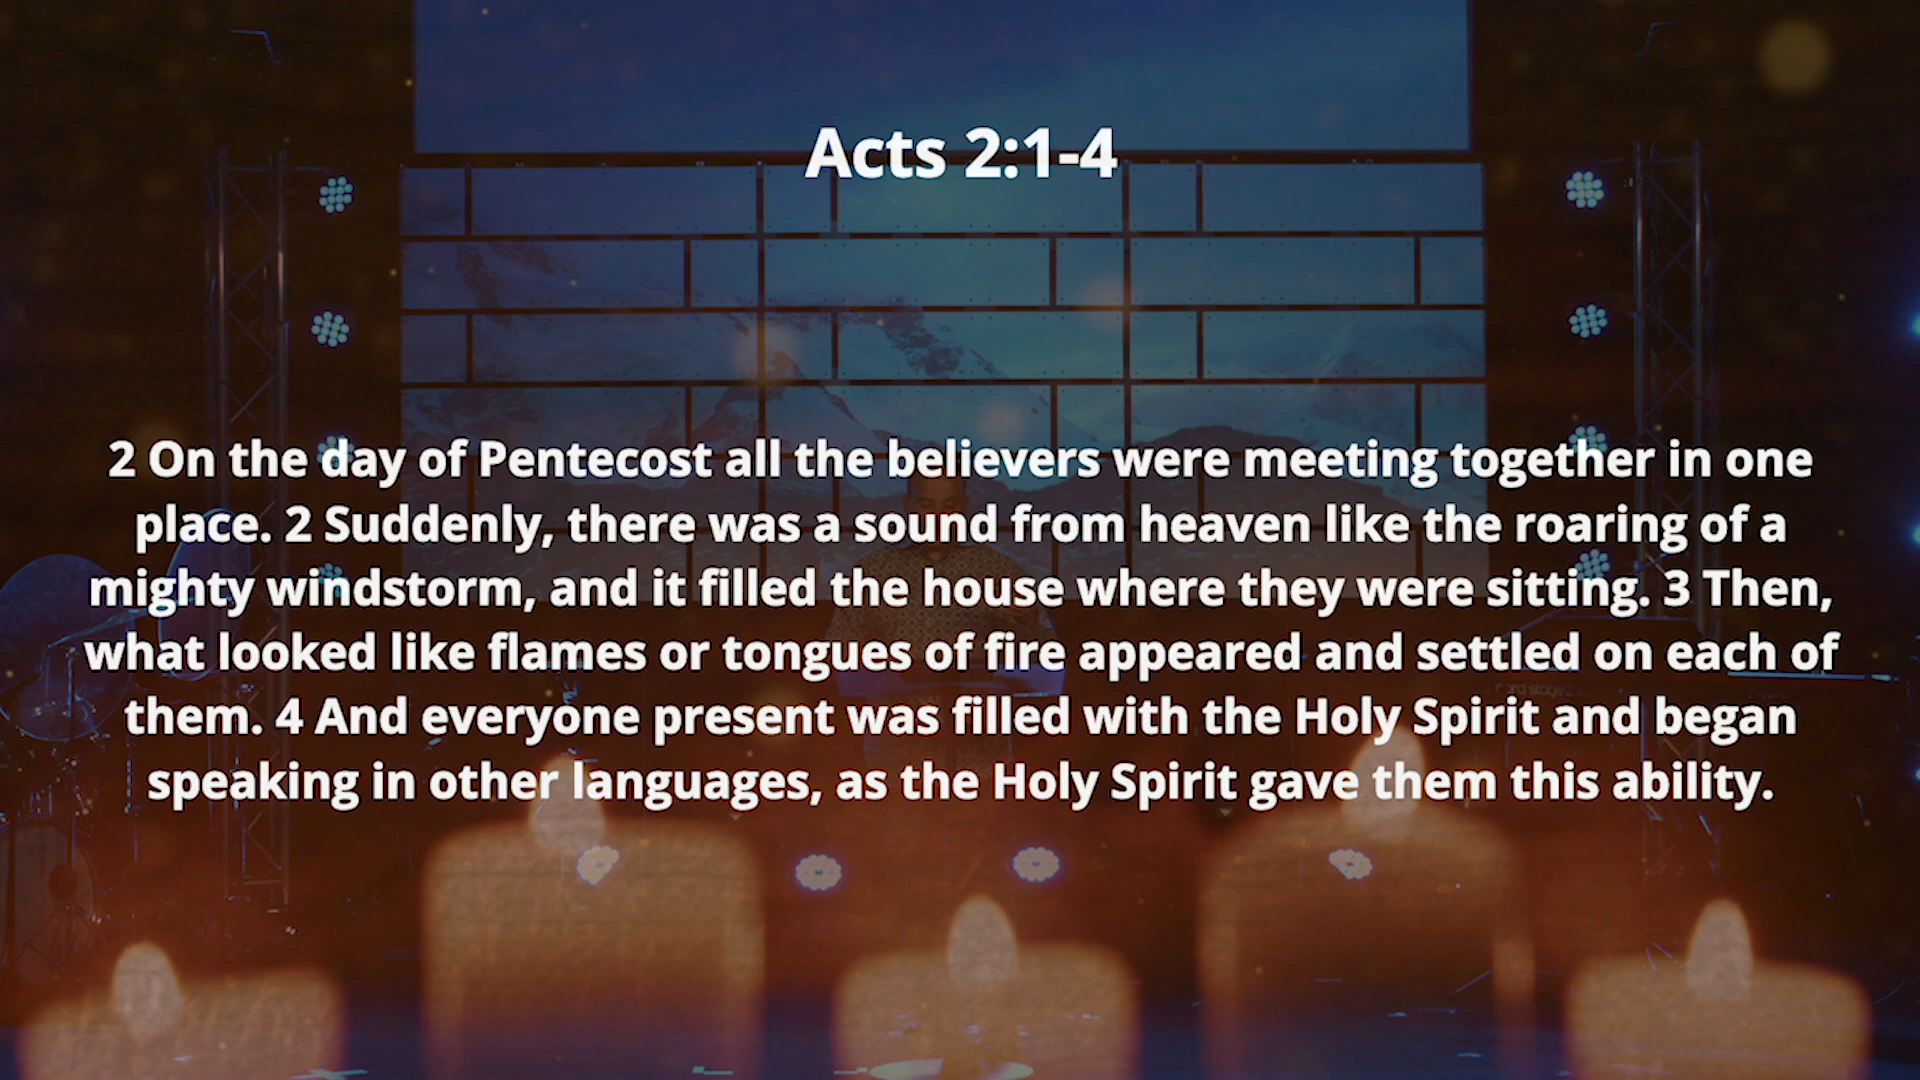 Acts 2:1-4
2 On the day of Pentecost all the believers were meeting together in one
place. 2 Suddenly, there was a sound from heaven like the roaring of a
mighty windstorm, and it filled the house where they were sitting. 3 Then,
what looked like flames or tongues of fire appeared and settled on each of
them. 4 And everyone present was filled with the Holy Spirit and began
speaking in other languages, as the Holy Spirit gave them this ability.